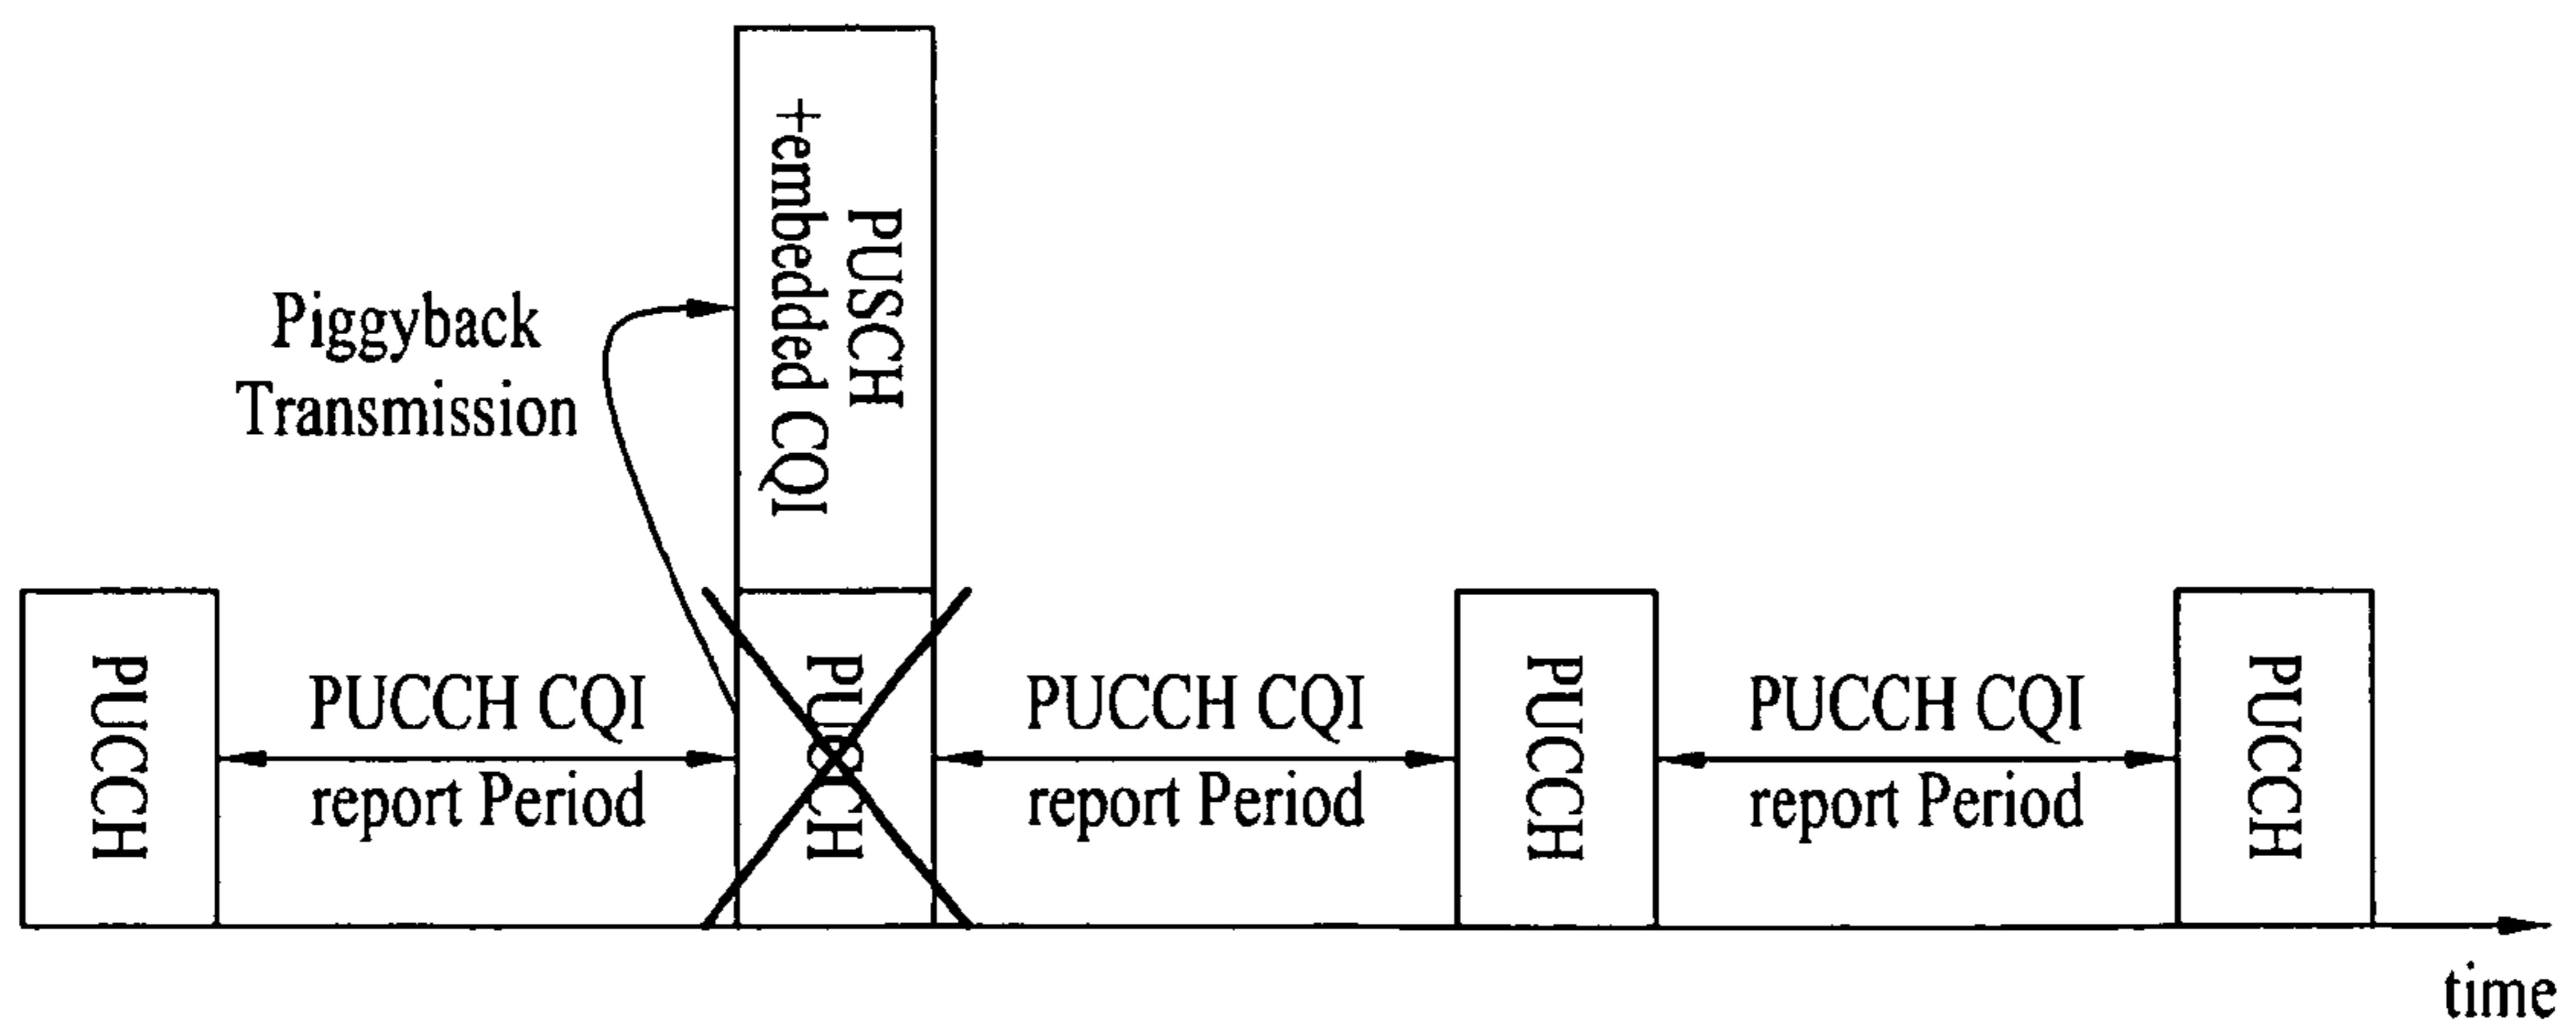 PUSCH
+embedded CQI
Piggyback
Transmission
PUCCH
PUCCH CQI
report Period
PUCCH
PUCCH CQI
report Period
PUCCH
PUCCH CQI
report Period
PUCCH
time